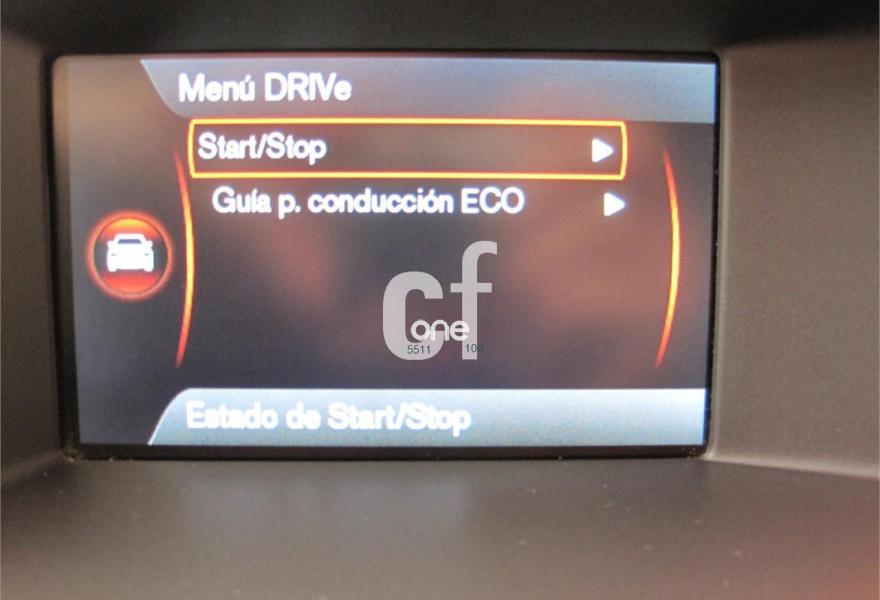 Menú DRIVe
Start/Stop
Guía p. conducción ECO
cf
one
5511 100
Estado de Start/Stop